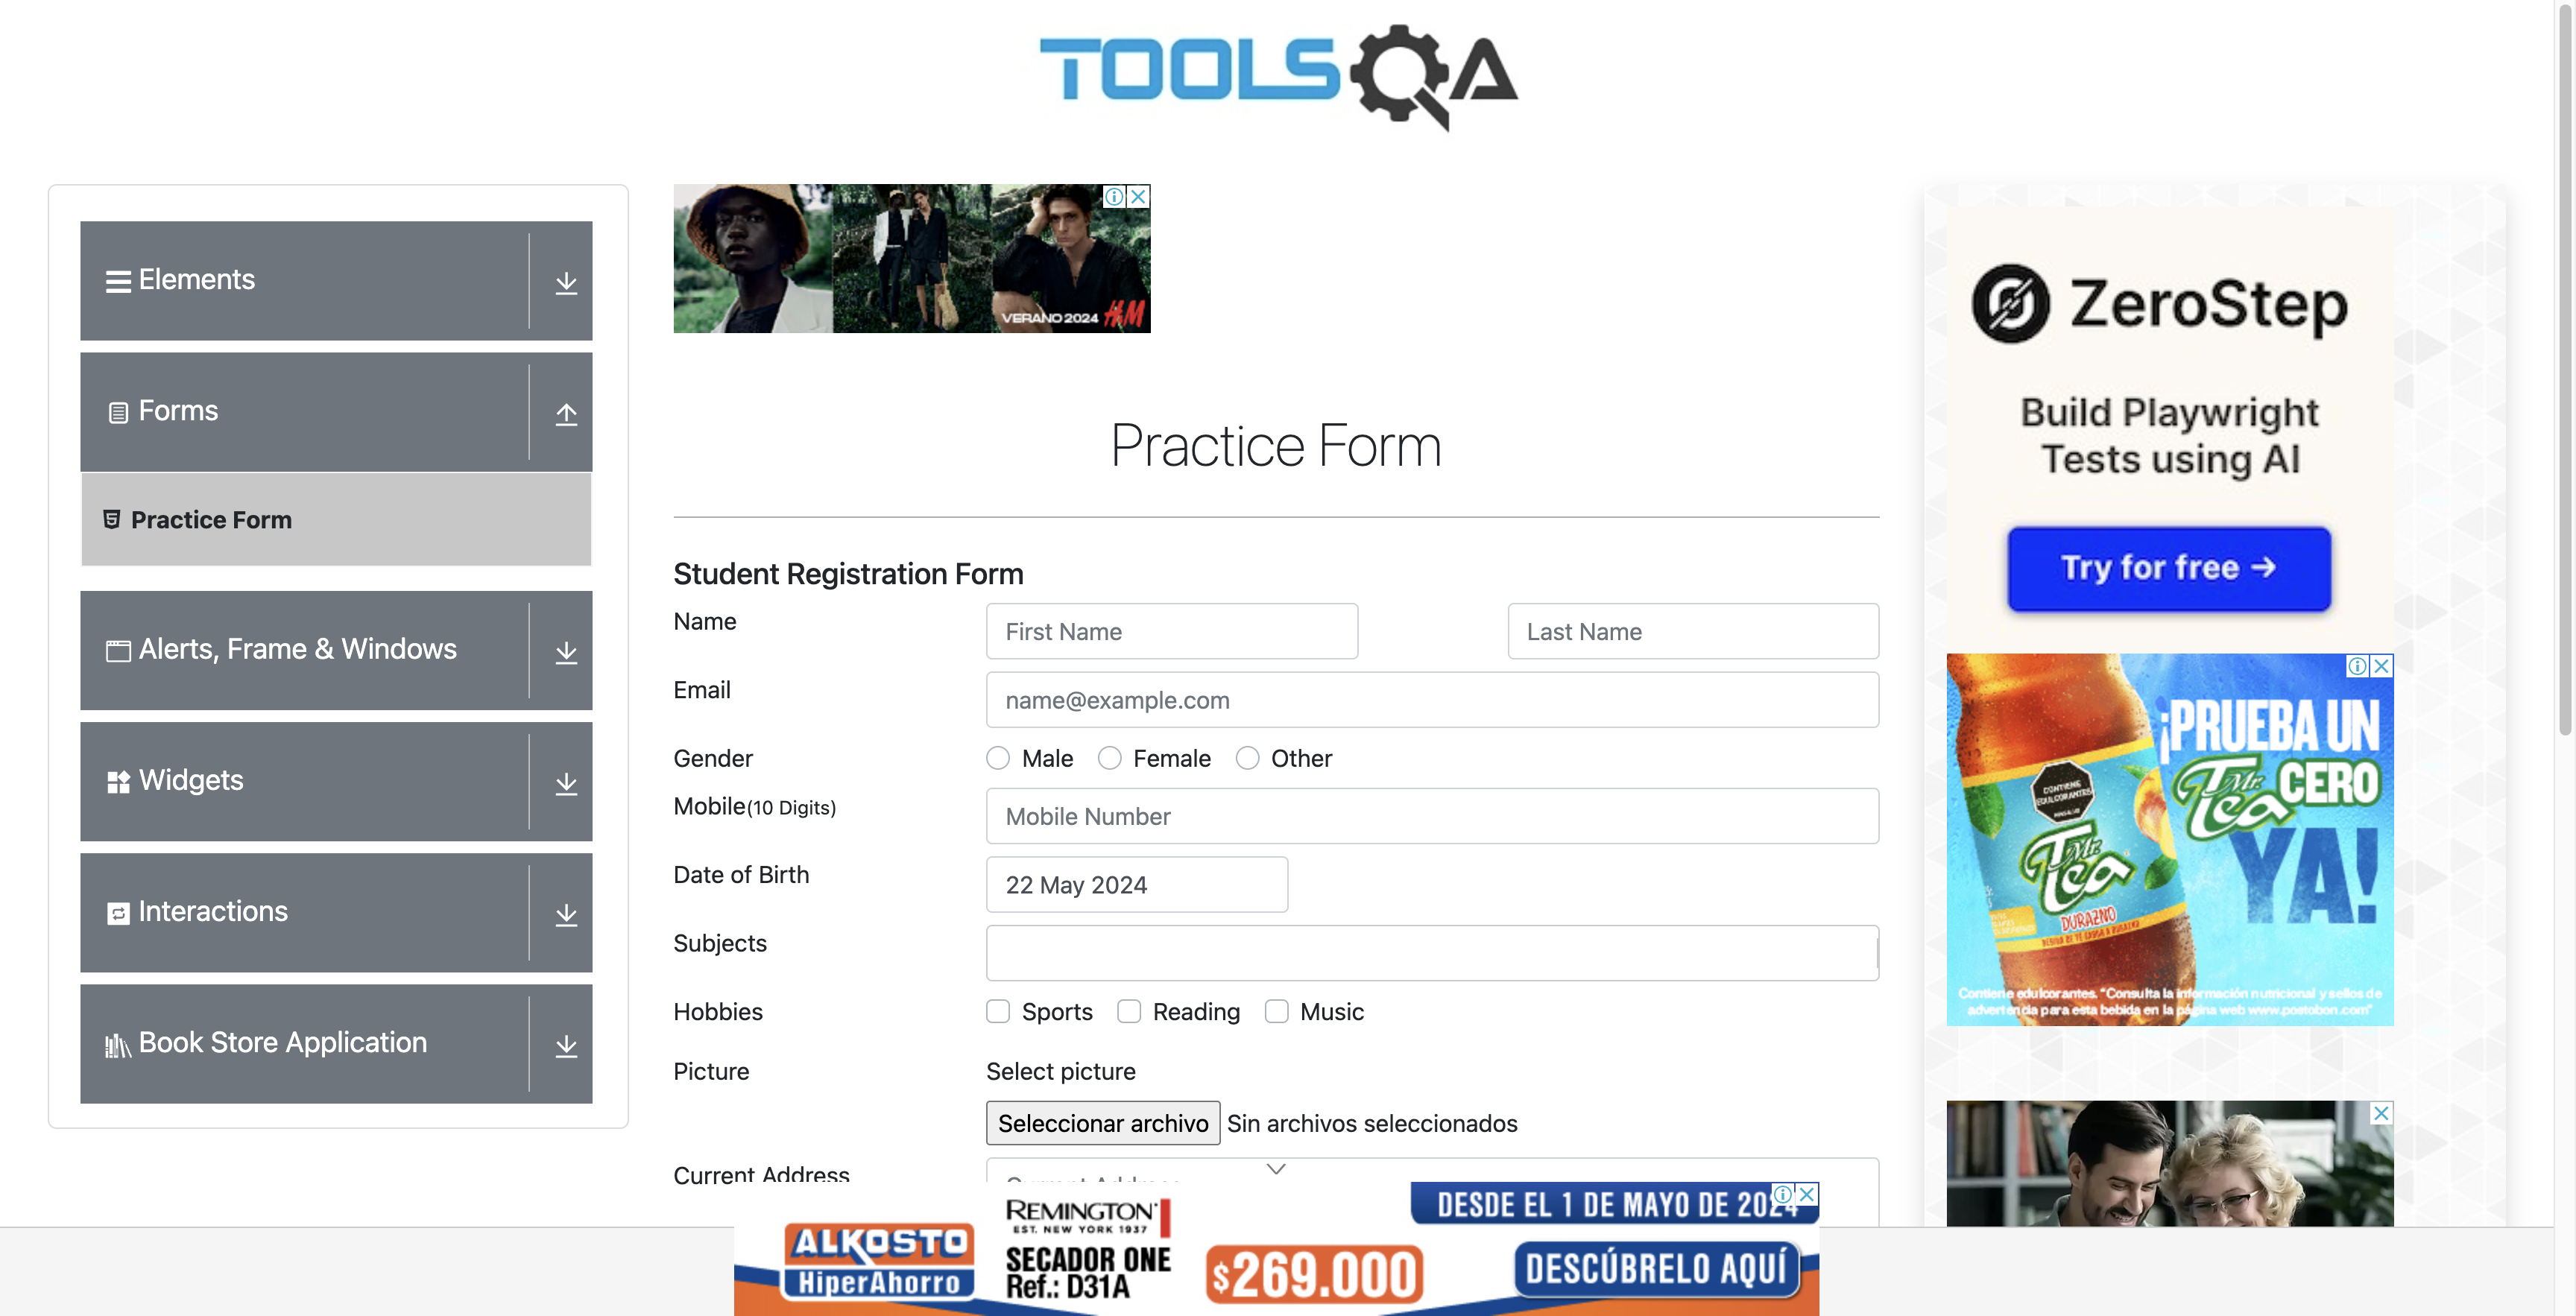 TOOLSQA
Elements
Forms
Practice Form
Alerts, Frame & Windows
Widgets
Interactions
Book Store Application
VERANO 2024 H&M
Practice Form
Student Registration Form
Name
First Name
Last Name
Email
name@example.com
Gender
Male
Female
Other
Mobile(10 Digits)
Mobile Number
Date of Birth
22 May 2024
Subjects
Hobbies
Sports
Reading
Music
Picture
Select picture
Seleccionar archivo
Sin archivos seleccionados
Current Address
Current Address
ZeroStep
Build Playwright
Tests using AI
Try for free →
¡PRUEBA UN
Mr. Tea CERO
YA!
CONTIENE
EDULCORANTES
Mr. Tea
DURAZNO
Contiene edulcorantes. "Consulta la información nutricional y sellos de
advertencia para esta bebida en la página web www.postobon.com"
ALKOSTO
HiperAhorro
REMINGTON
EST. NEW YORK 1937
SECADOR ONE
Ref.: D31A
$269.000
DESDE EL 1 DE MAYO DE 2024
DESCÚBRELO AQUÍ